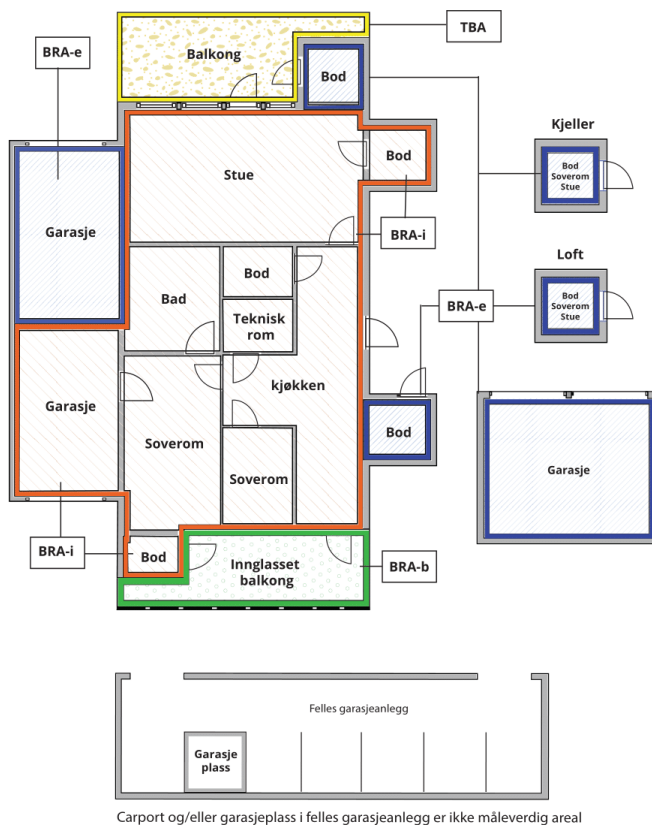 TBA
BRA-e
Balkong
Bod
Kjeller
Bod
Soverom
Stue
Bod
Stue
Garasje
BRA-i
Loft
Bod
Bad
Bod
Soverom
Stue
BRA-e
Teknisk
rom
kjøkken
Garasje
Bod
Soverom
Garasje
Soverom
BRA-i
Bod
Innglasset
balkong
BRA-b
Felles garasjeanlegg
Garasje
plass
Carport og/eller garasjeplass i felles garasjeanlegg er ikke måleverdig areal